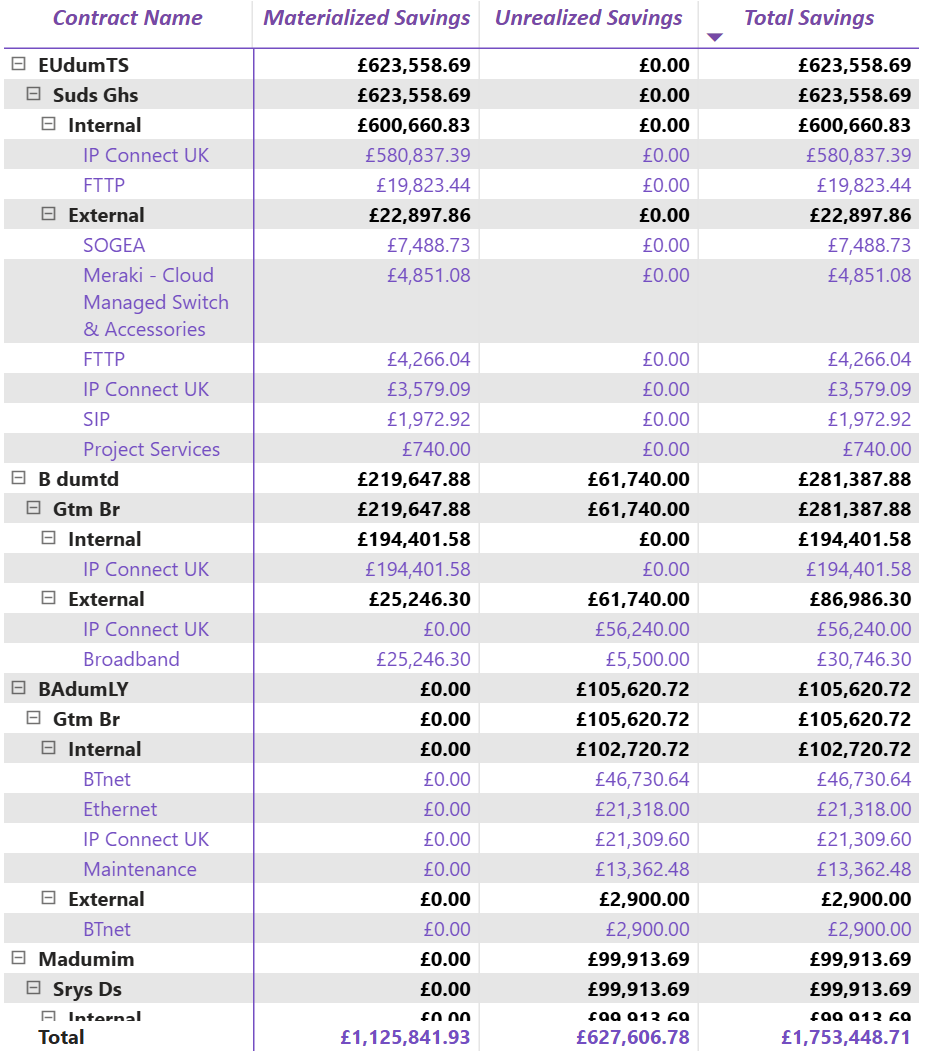 Contract Name Materialized Savings Unrealized Savings Total Savings
EUdumTS £623,558.69 £0.00 £623,558.69
Suds Ghs £623,558.69 £0.00 £623,558.69
Internal £600,660.83 £0.00 £600,660.83
IP Connect UK £580,837.39 £0.00 £580,837.39
FTTP £19,823.44 £0.00 £19,823.44
External £22,897.86 £0.00 £22,897.86
SOGEA £7,488.73 £0.00 £7,488.73
Meraki - Cloud £4,851.08 £0.00 £4,851.08
Managed Switch
& Accessories
FTTP £4,266.04 £0.00 £4,266.04
IP Connect UK £3,579.09 £0.00 £3,579.09
SIP £1,972.92 £0.00 £1,972.92
Project Services £740.00 £0.00 £740.00
B dumtd £219,647.88 £61,740.00 £281,387.88
Gtm Br £219,647.88 £61,740.00 £281,387.88
Internal £194,401.58 £0.00 £194,401.58
IP Connect UK £194,401.58 £0.00 £194,401.58
External £25,246.30 £61,740.00 £86,986.30
IP Connect UK £0.00 £56,240.00 £56,240.00
Broadband £25,246.30 £5,500.00 £30,746.30
BAdumLY £0.00 £105,620.72 £105,620.72
Gtm Br £0.00 £105,620.72 £105,620.72
Internal £0.00 £102,720.72 £102,720.72
BTnet £0.00 £46,730.64 £46,730.64
Ethernet £0.00 £21,318.00 £21,318.00
IP Connect UK £0.00 £21,309.60 £21,309.60
Maintenance £0.00 £13,362.48 £13,362.48
External £0.00 £2,900.00 £2,900.00
BTnet £0.00 £2,900.00 £2,900.00
Madumim £0.00 £99,913.69 £99,913.69
Srys Ds £0.00 £99,913.69 £99,913.69
Internal £0.00 £99,913.69 £99,913.69
Total £1,125,841.93 £627,606.78 £1,753,448.71